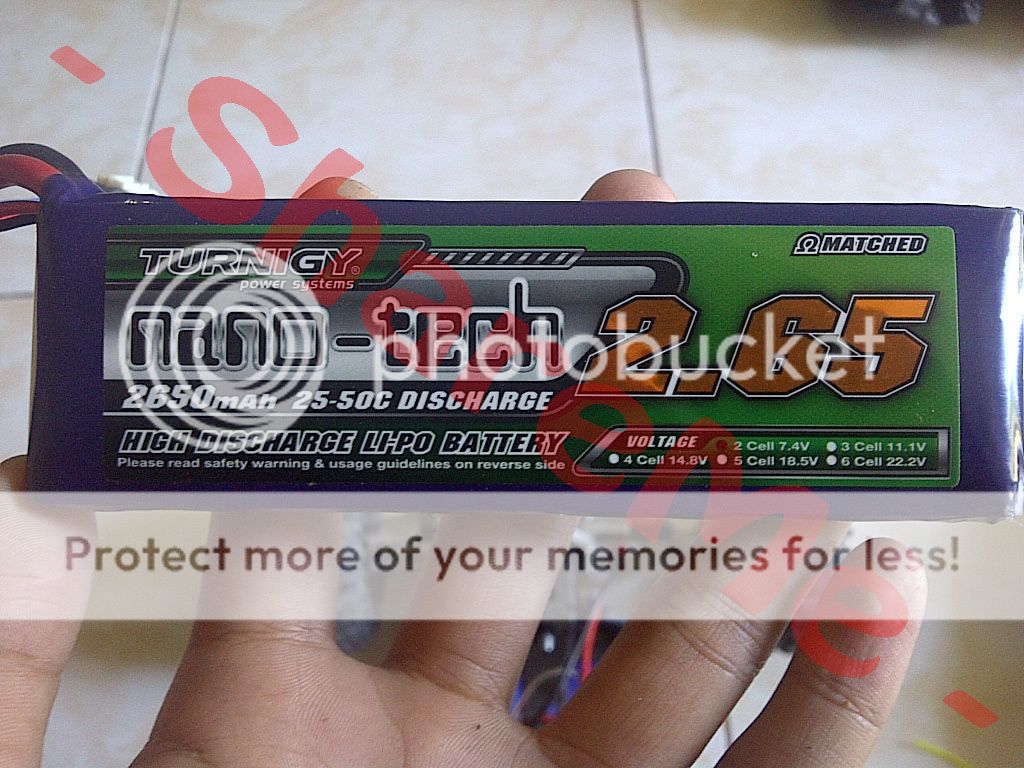 TURNIGY®
power systems
Ω MATCHED
nano-tech 2.65
2650mAh 25-50C DISCHARGE
HIGH DISCHARGE LI-PO BATTERY
Please read safety warning & usage guidelines on reverse side
VOLTAGE 2 Cell 7.4V ● 3 Cell 11.1V
● 4 Cell 14.8V ● 5 Cell 18.5V ● 6 Cell 22.2V
photobucket
Protect more of your memories for less!
- ShareMe -